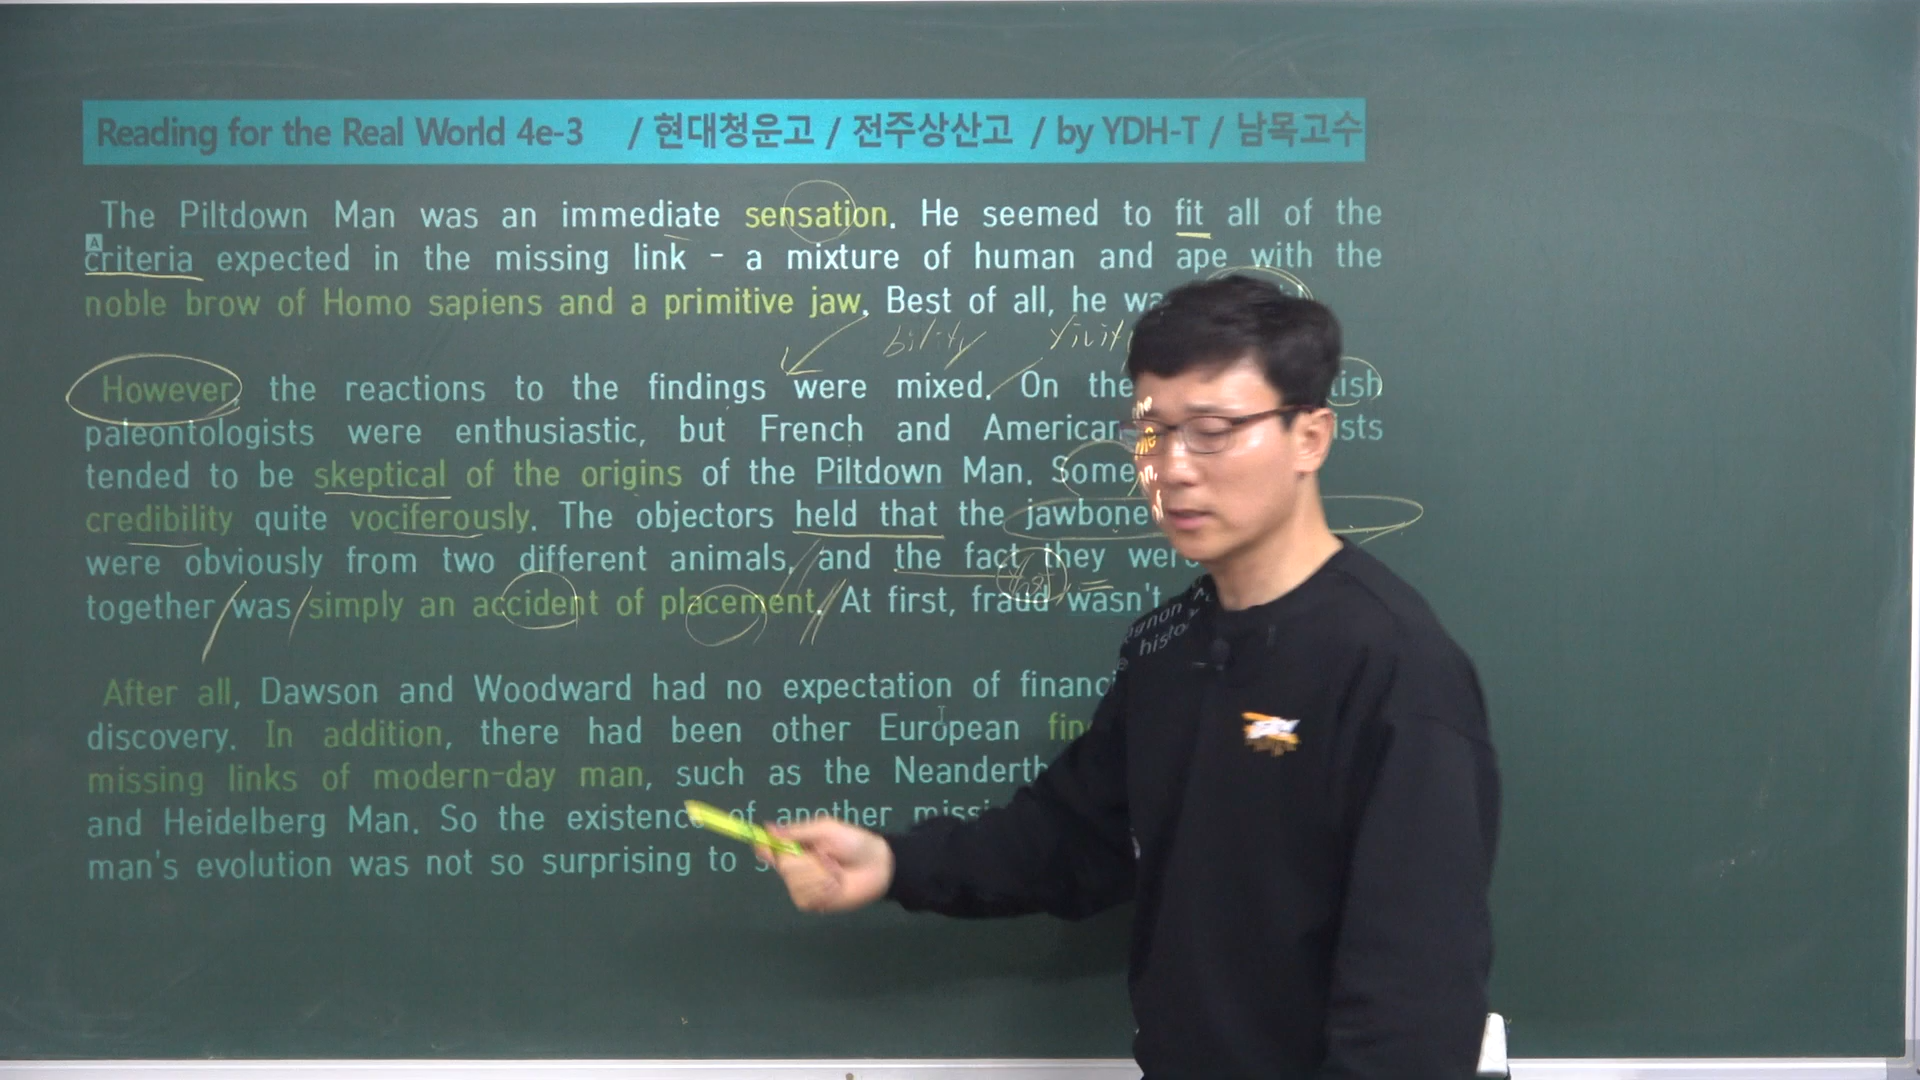 Reading for the Real World 4e-3 / 현대청운고 / 전주상산고 / by YDH-T / 남목고수
The Piltdown Man was an immediate sensation. He seemed to fit all of the
A
criteria expected in the missing link - a mixture of human and ape with the
noble brow of Homo sapiens and a primitive jaw. Best of all, he
bility
However, the reactions to the findings were mixed. On the
paleontologists were enthusiastic, but French and American
tended to be skeptical of the origins of the Piltdown Man. Some
credibility quite vociferously. The objectors held that the jawbone
were obviously from two different animals, and the fact they
that
together was simply an accident of placement. At first, fraud wasn't
After all, Dawson and Woodward had no expectation of
discovery. In addition, there had been other European
missing links of modern-day man, such as the
and Heidelberg Man. So the existence of another
man's evolution was not so surprising to